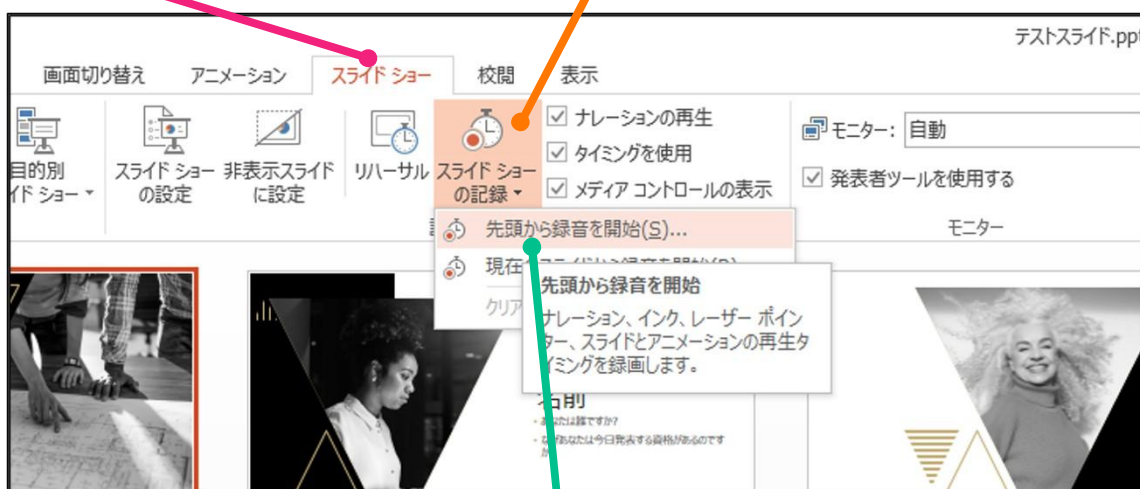 テストスライド.ppt
画面切り替え アニメーション スライド ショー 校閲 表示
目的別
イド ショー
スライド ショー
の設定
非表示スライド
に設定
リハーサル
スライド ショー
の記録
ナレーションの再生
タイミングを使用
メディア コントロールの表示
モニター: 自動
発表者ツールを使用する
モニター
先頭から録音を開始(S)...
現在
クリア
先頭から録音を開始
ナレーション、インク、レーザー ポイン
ター、スライドとアニメーションの再生タ
イミングを録画します。
名前
あなたは誰ですか?
なぜあなたは今日発表する資格があるのです
か